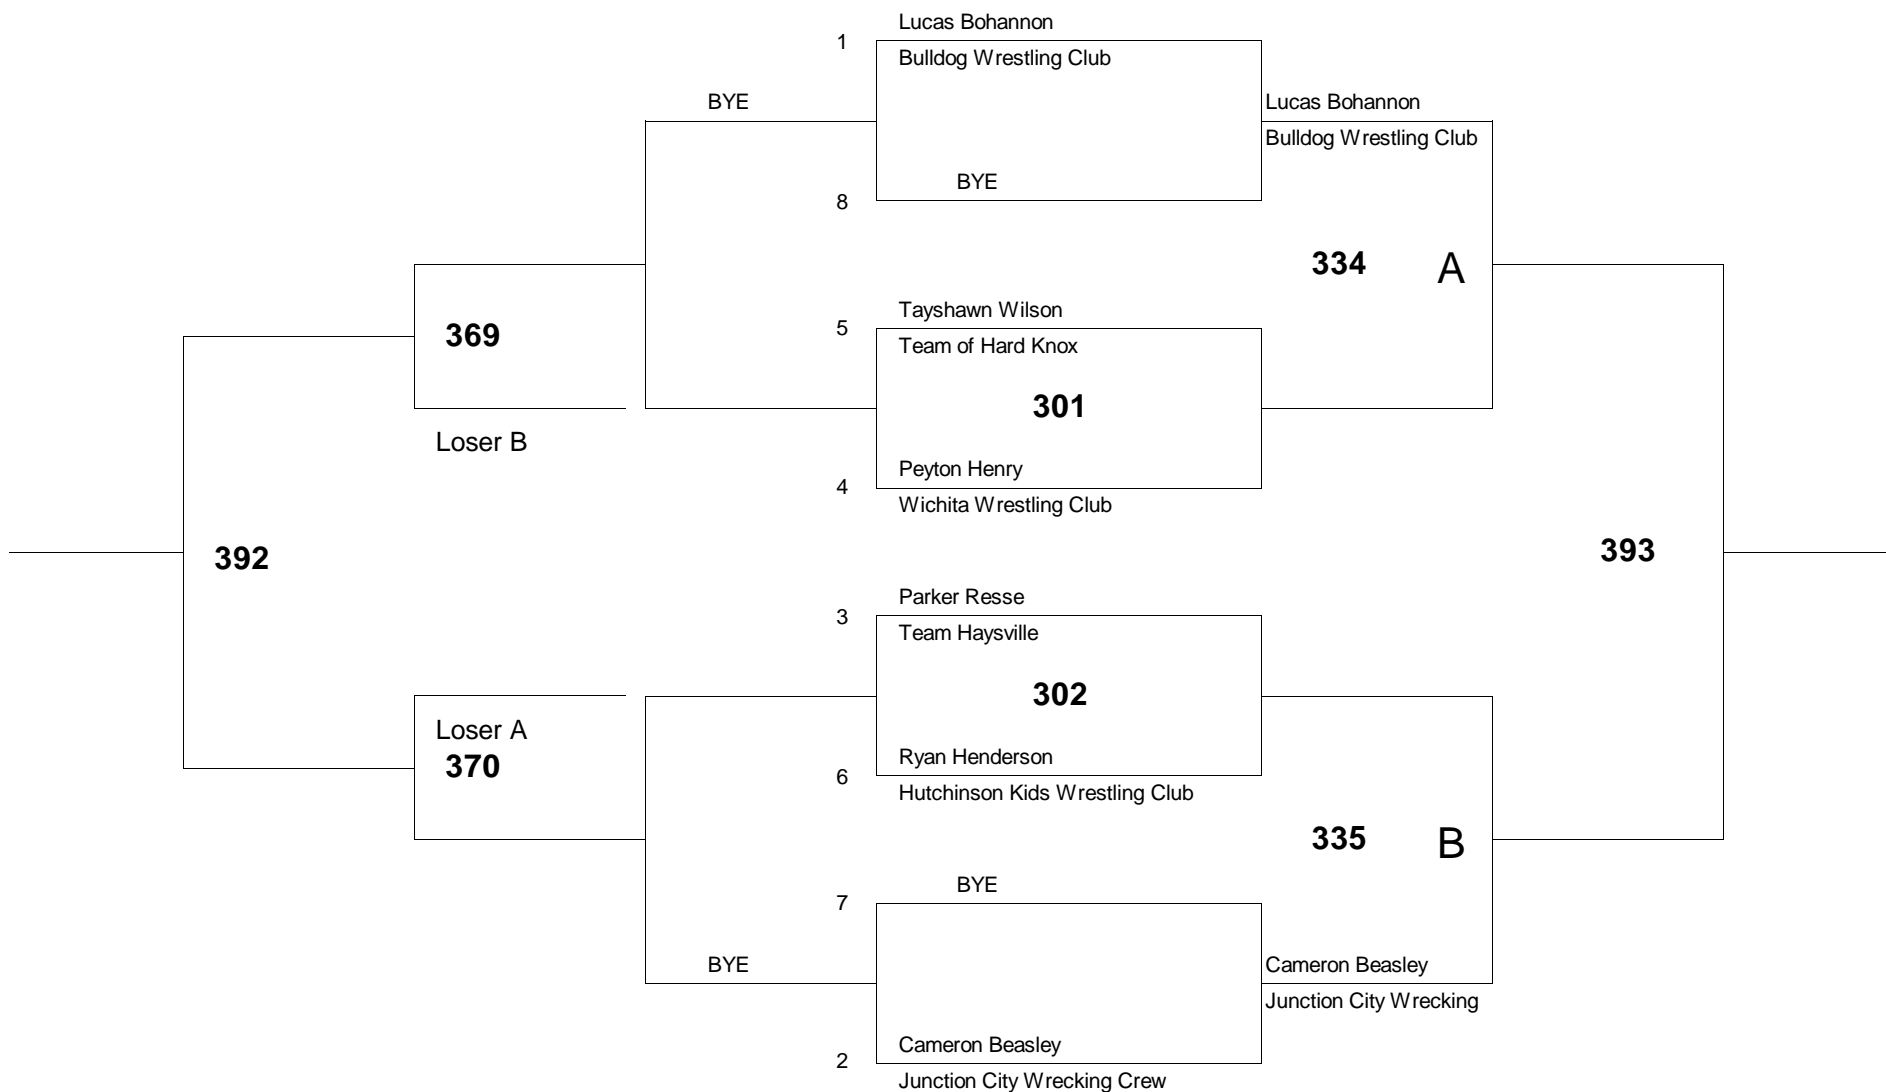 Lucas Bohannon
1
Bulldog Wrestling Club
BYE
Lucas Bohannon
Bulldog Wrestling Club
BYE
8
334 A
Tayshawn Wilson
5
369
Team of Hard Knox
301
Loser B
Peyton Henry
4
Wichita Wrestling Club
392
393
Parker Resse
3
Team Haysville
302
Loser A
370
Ryan Henderson
6
Hutchinson Kids Wrestling Club
335 B
BYE
7
BYE
Cameron Beasley
Junction City Wrecking
Cameron Beasley
2
Junction City Wrecking Crew